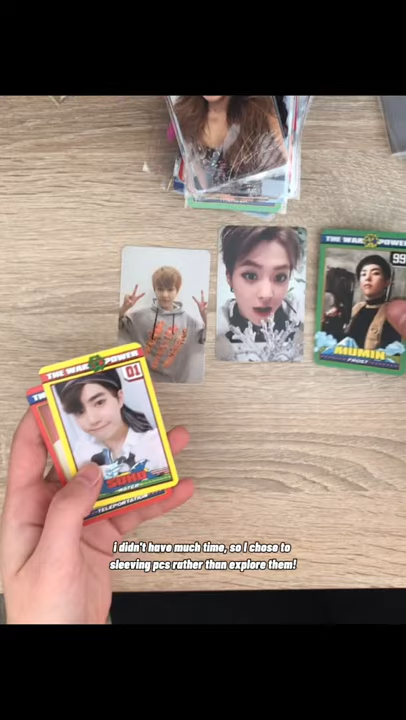 THE WAR POWER
99
XIUMIN
FROST
THE WAR POWER
01
SUHO
WATER
TELEPORTATION
i didn't have much time, so I chose to
sleeving pcs rather than explore them!